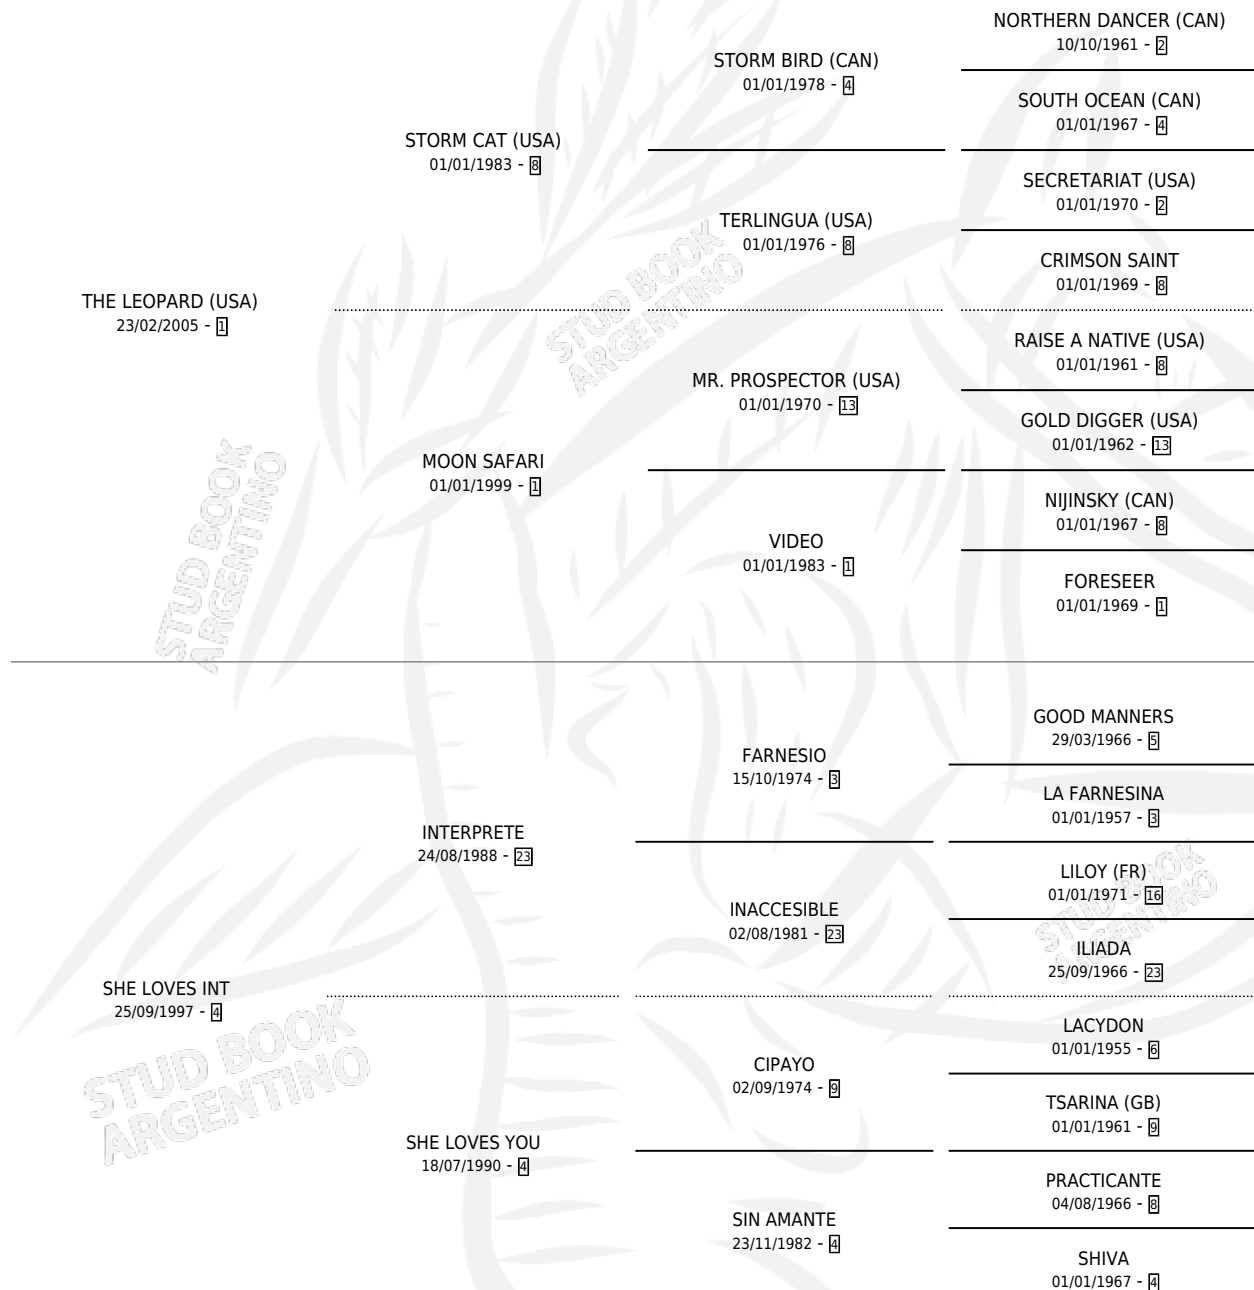 NORTHERN DANCER (CAN)
10/10/1961 - 2
STORM BIRD (CAN)
01/01/1978 - 4
SOUTH OCEAN (CAN)
01/01/1967 - 4
STORM CAT (USA)
01/01/1983 - 8
SECRETARIAT (USA)
01/01/1970 - 2
TERLINGUA (USA)
01/01/1976 - 8
CRIMSON SAINT
01/01/1969 - 8
THE LEOPARD (USA)
23/02/2005 - 1
STUD BOOK
ARGENTINO
RAISE A NATIVE (USA)
01/01/1961 - 8
MR. PROSPECTOR (USA)
01/01/1970 - 13
GOLD DIGGER (USA)
01/01/1962 - 13
MOON SAFARI
01/01/1999 - 1
NIJINSKY (CAN)
01/01/1967 - 8
VIDEO
01/01/1983 - 1
FORESEER
01/01/1969 - 1
STUD BOOK
ARGENTINO
GOOD MANNERS
29/03/1966 - 5
FARNESIO
15/10/1974 - 3
LA FARNESINA
01/01/1957 - 3
INTERPRETE
24/08/1988 - 23
LILOY (FR)
01/01/1971 - 16
INACCESIBLE
02/08/1981 - 23
STUD BOOK
ARGENTINO
ILIADA
25/09/1966 - 23
SHE LOVES INT
25/09/1997 - 4
LACYDON
01/01/1955 - 6
CIPAYO
02/09/1974 - 9
STUD BOOK
ARGENTINO
TSARINA (GB)
01/01/1961 - 9
SHE LOVES YOU
18/07/1990 - 4
PRACTICANTE
04/08/1966 - 8
SIN AMANTE
23/11/1982 - 4
SHIVA
01/01/1967 - 4